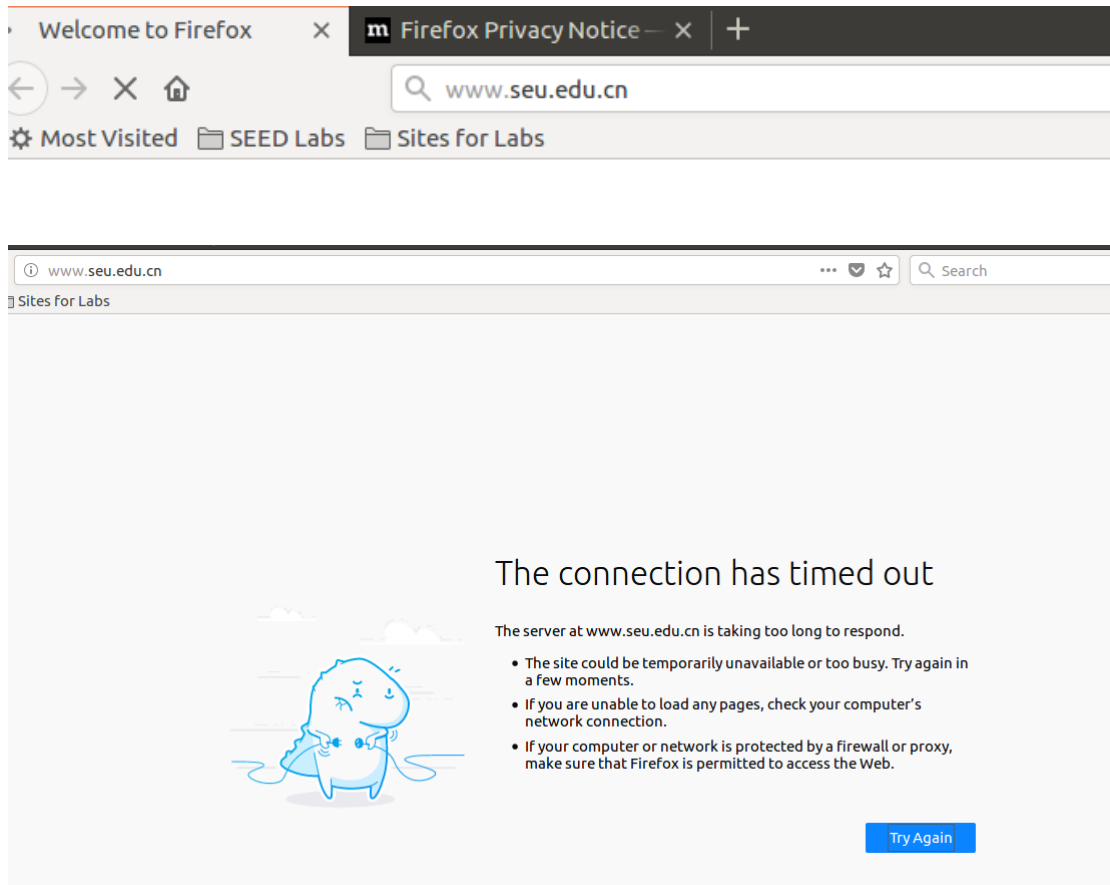 Welcome to Firefox
m Firefox Privacy Notice —
www.seu.edu.cn
Most Visited SEED Labs Sites for Labs
www.seu.edu.cn Search
Sites for Labs
The connection has timed out
The server at www.seu.edu.cn is taking too long to respond.
• The site could be temporarily unavailable or too busy. Try again in
a few moments.
• If you are unable to load any pages, check your computer’s
network connection.
• If your computer or network is protected by a firewall or proxy,
make sure that Firefox is permitted to access the Web.
Try Again